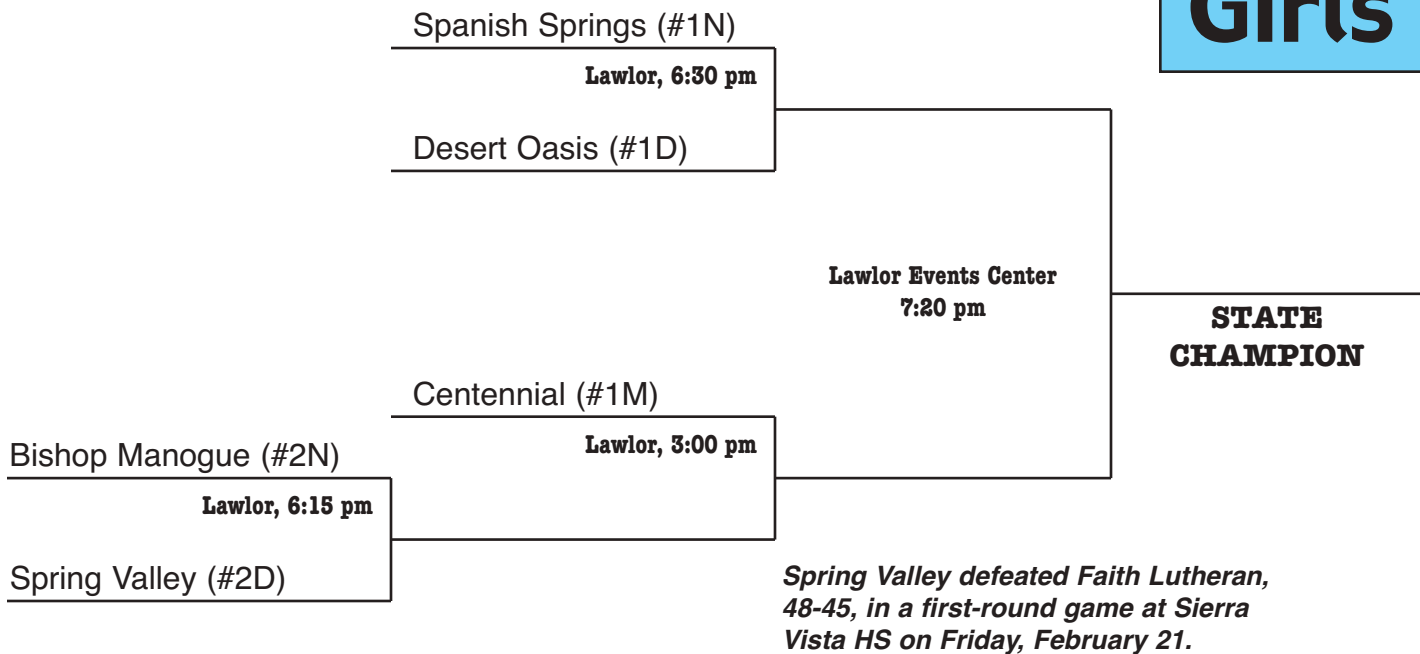 Girls
Spanish Springs (#1N)
Lawlor, 6:30 pm
Desert Oasis (#1D)
Lawlor Events Center
7:20 pm
STATE
CHAMPION
Centennial (#1M)
Lawlor, 3:00 pm
Bishop Manogue (#2N)
Lawlor, 6:15 pm
Spring Valley (#2D)
Spring Valley defeated Faith Lutheran,
48-45, in a first-round game at Sierra
Vista HS on Friday, February 21.